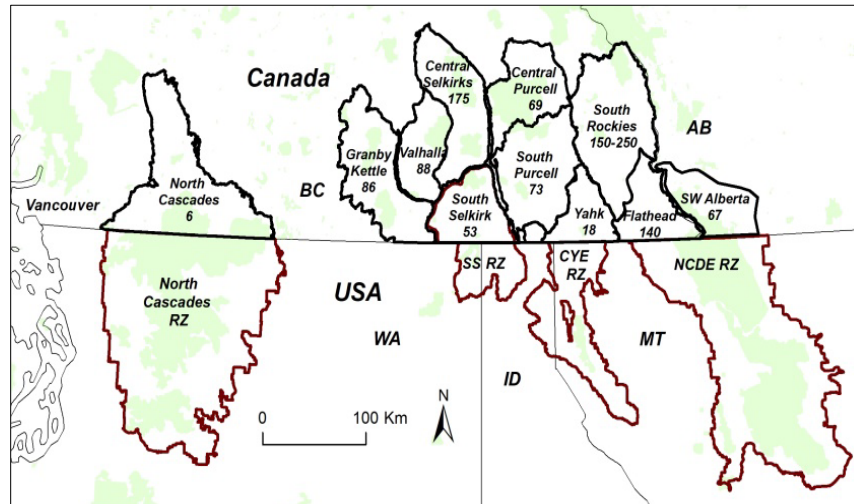 Canada
Central
Selkirks
175
Central
Purcell
69
South
Rockies
150-250
AB
BC
Granby
Kettle
86
Valhalla
88
South
Purcell
73
Vancouver
North
Cascades
6
South
Selkirk
53
Yahk
18
Flathead
140
SW Alberta
67
North
Cascades
RZ
USA
SS RZ
CYE
RZ
NCDE RZ
WA
ID
MT
N
0
100 Km